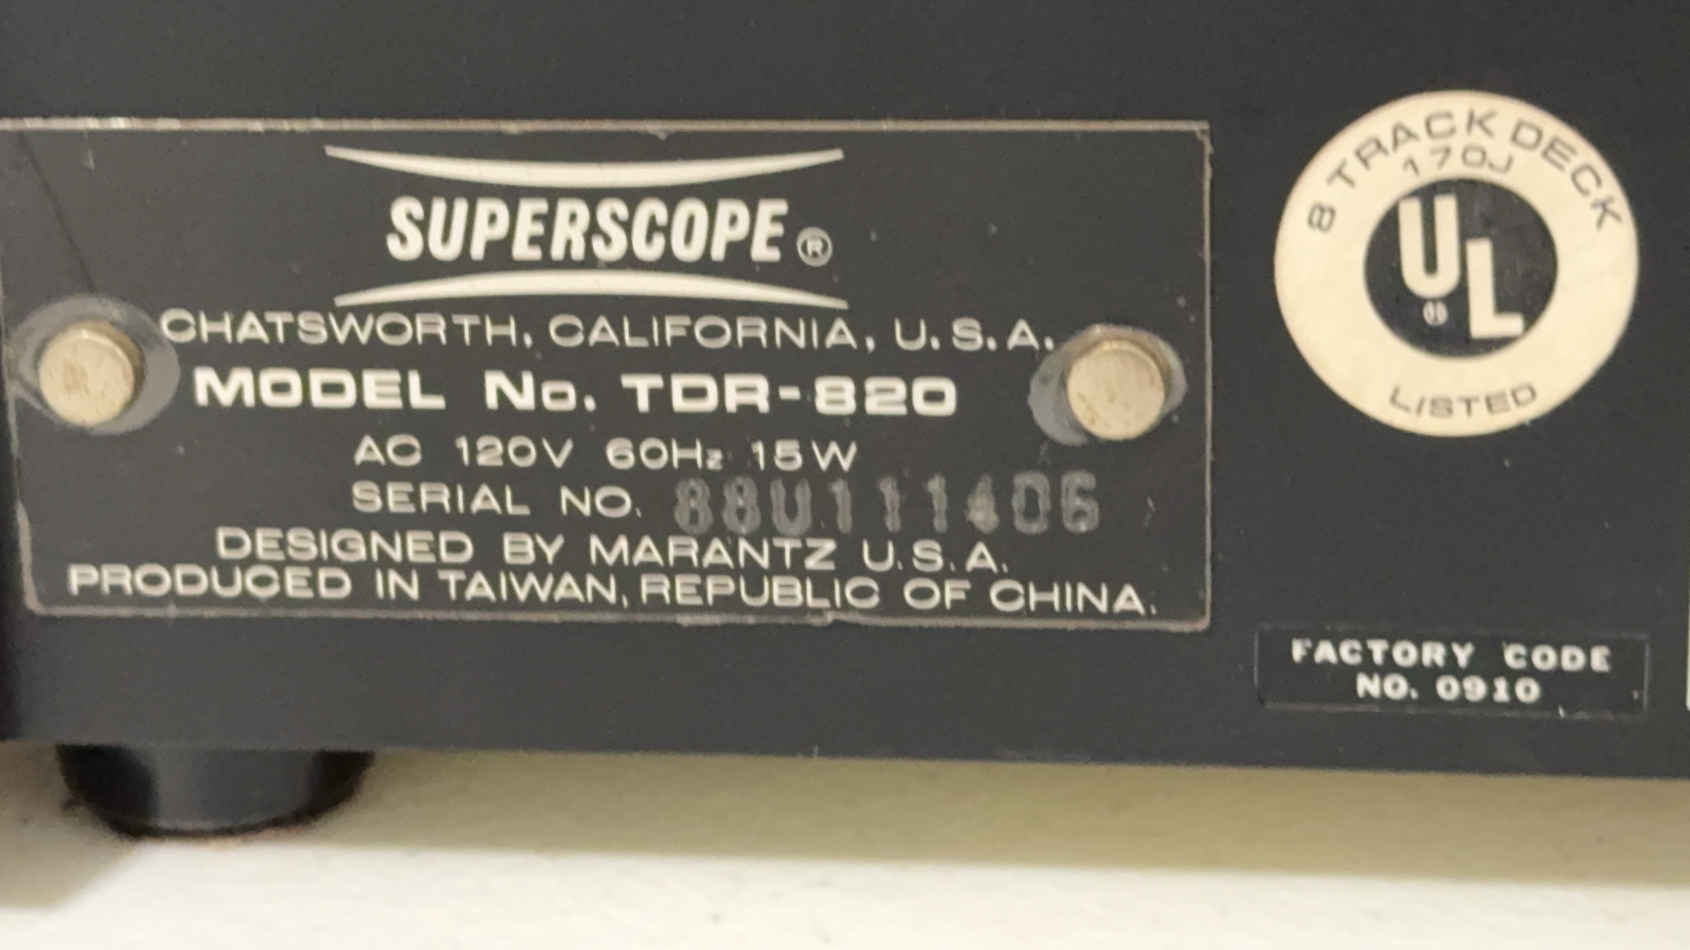 SUPERSCOPE®
CHATSWORTH, CALIFORNIA, U.S.A.
MODEL No. TDR-820
AC 120V 60Hz 15W
SERIAL NO. 88U111406
DESIGNED BY MARANTZ U.S.A.
PRODUCED IN TAIWAN, REPUBLIC OF CHINA.
8 TRACK DECK
170J
UL®
LISTED
FACTORY CODE
NO. 0910